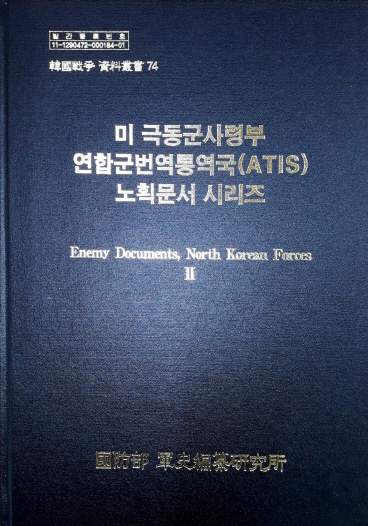 발간등록번호
11-1290472-000184-01
韓國戰爭 資料叢書 74
미 극동군사령부
연합군번역통역국(ATIS)
노획문서 시리즈
Enemy Documents, North Korean Forces
II
國防部 軍史編纂硏究所